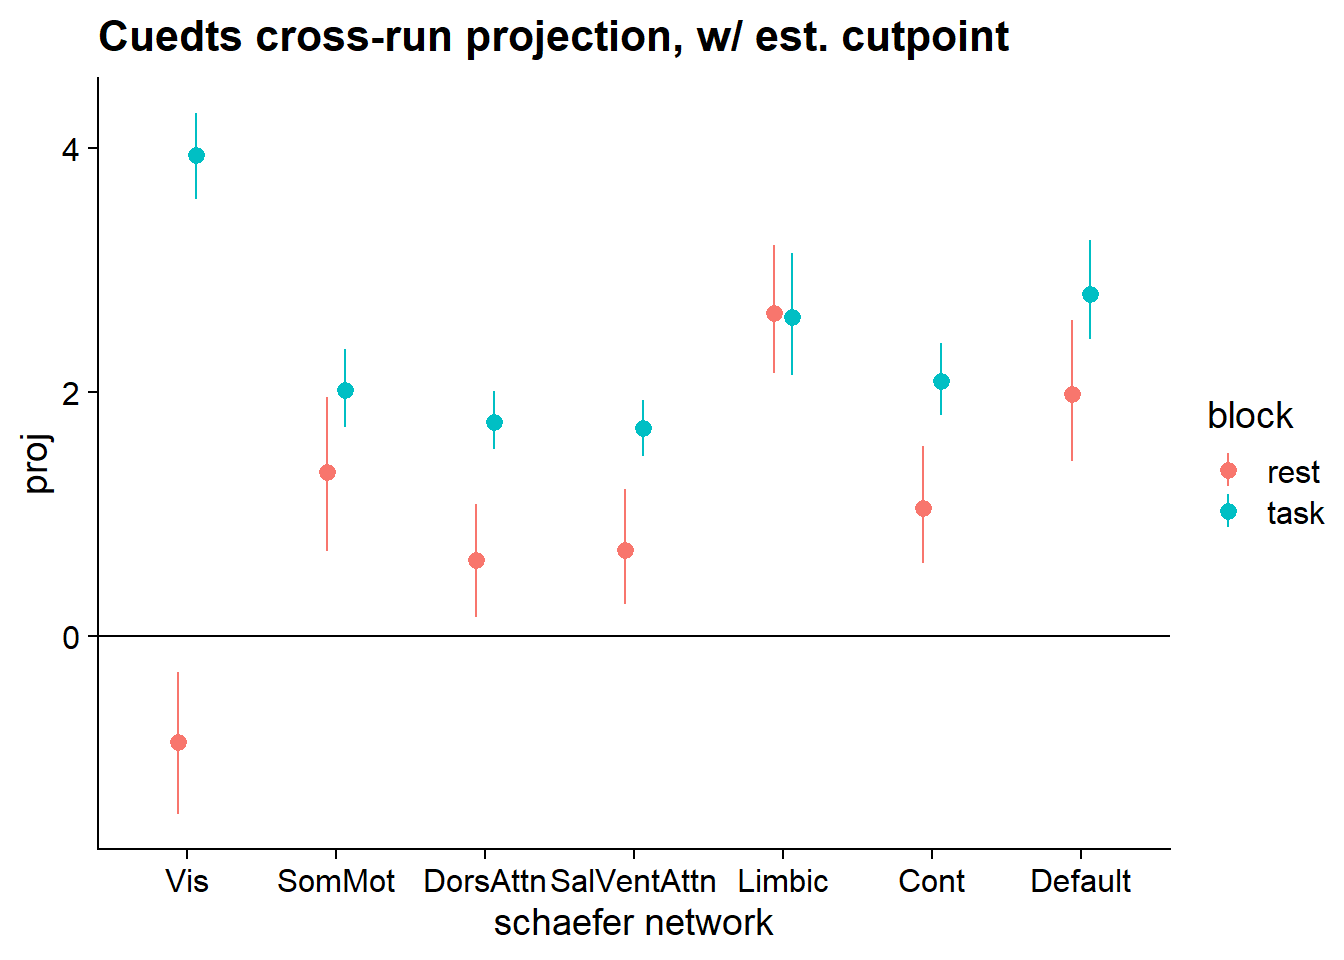 Cuedts cross-run projection, w/ est. cutpoint
4
2
0
proj
Vis SomMot DorsAttn SalVentAttn Limbic Cont Default
schaefer network
block
rest
task